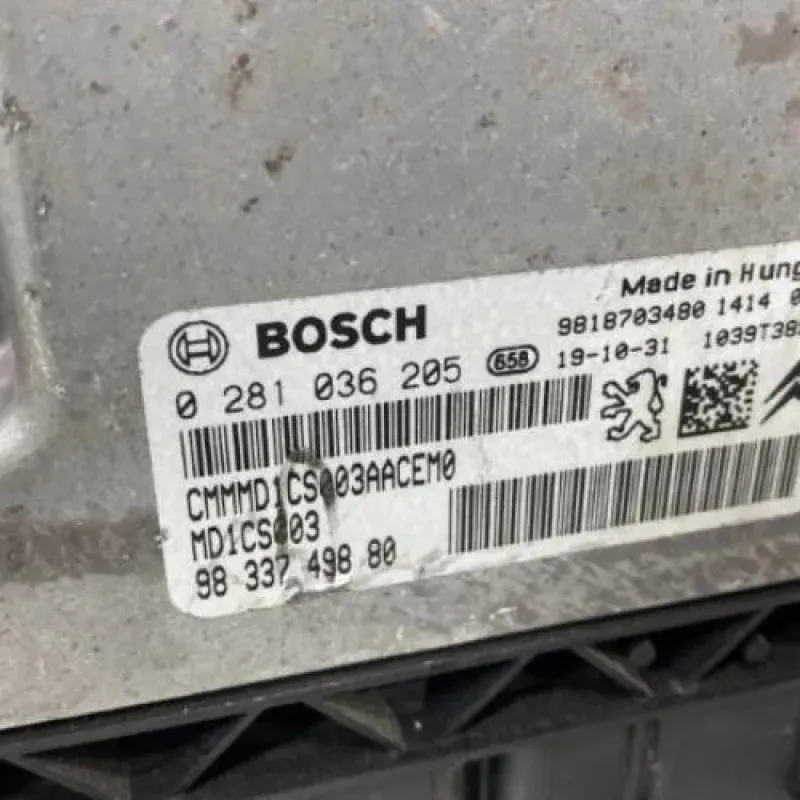 Made in Hung
BOSCH
9818703480 1414 0
0 281 036 205
658 19-10-31 1039T38
CMMMD1CS003AACEM0
MD1CS003
98 337 498 80